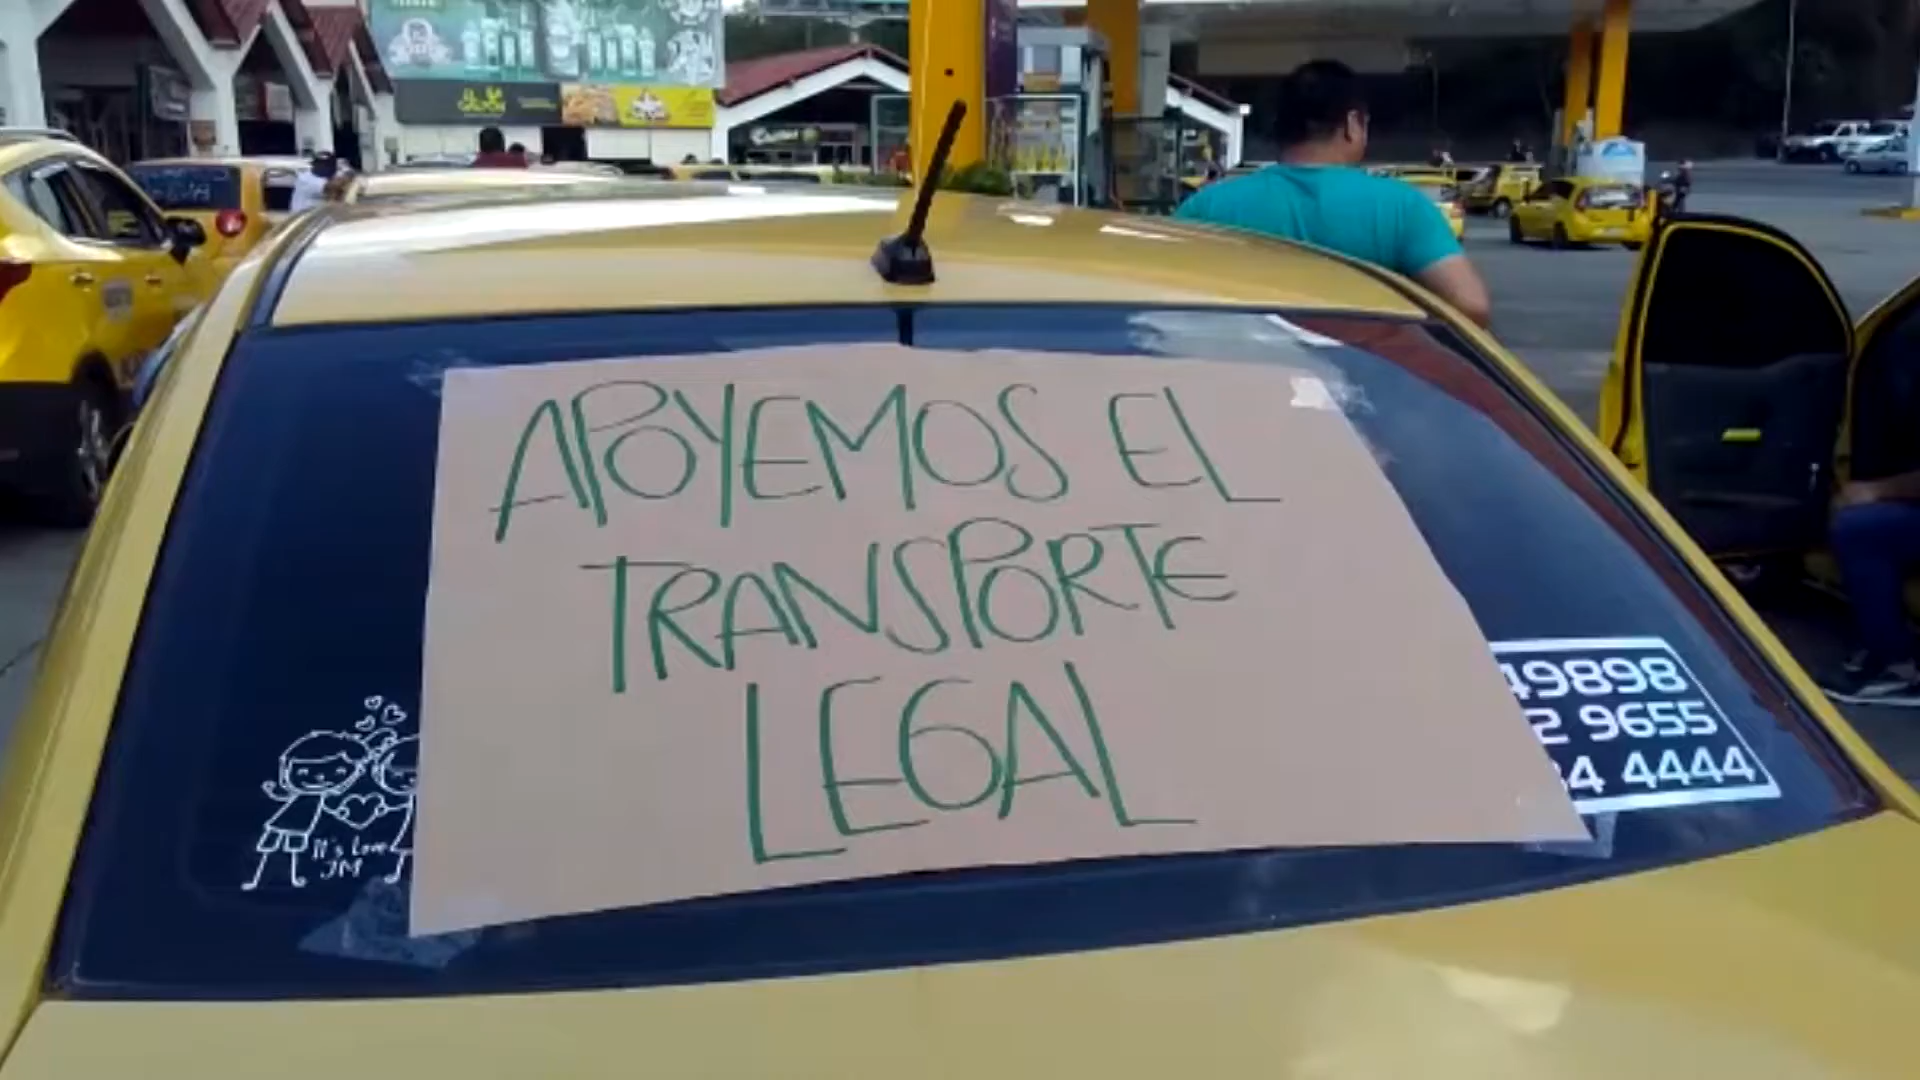 APOYEMOS EL
TRANSPORTE
LEGAL
It's Love
JM
49898
2 9655
4 4444